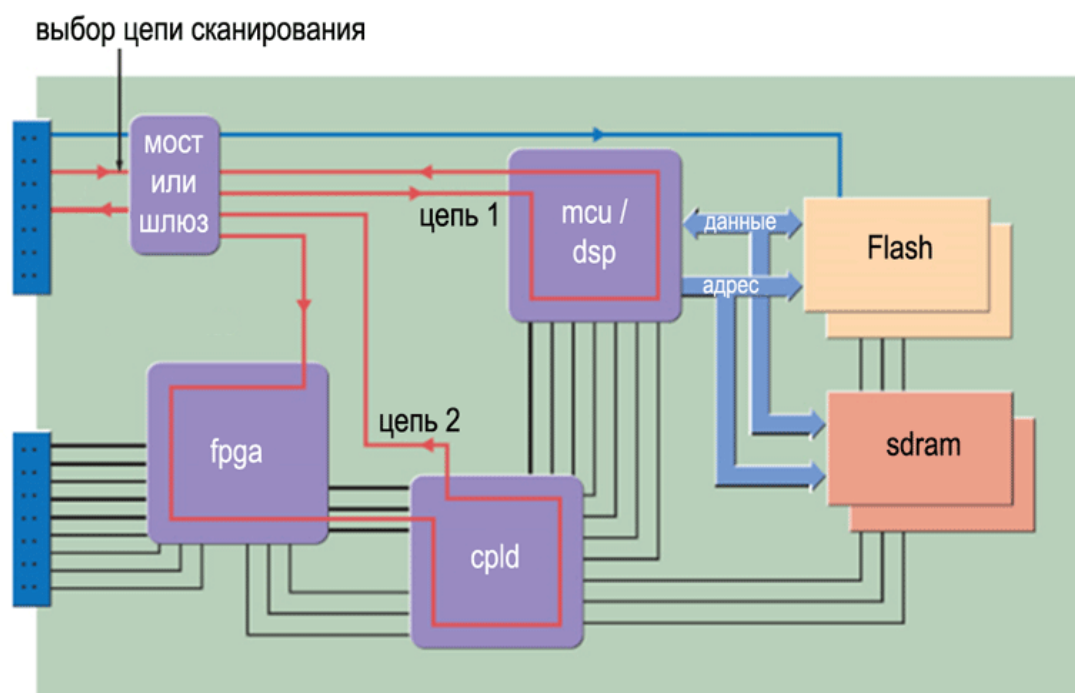 выбор цепи сканирования
мост
или
шлюз
цепь 1
mcu /
dsp
данные
адрес
Flash
цепь 2
fpga
sdram
cpld